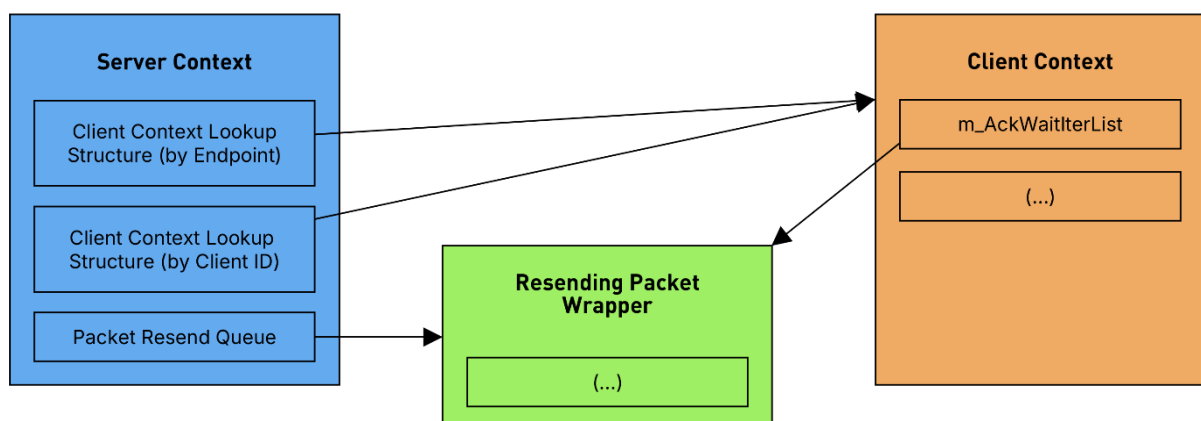 Server Context
Client Context Lookup
Structure (by Endpoint)
Client Context Lookup
Structure (by Client ID)
Packet Resend Queue
Resending Packet
Wrapper
(...)
Client Context
m_AckWaitIterList
(...)